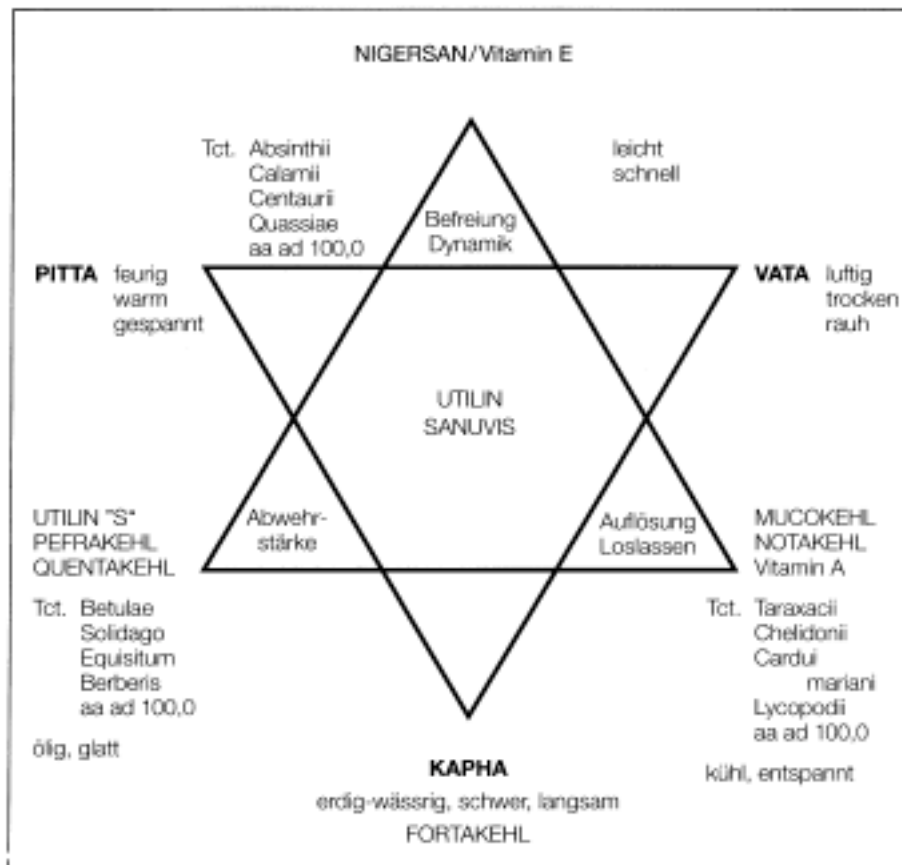 NIGERSAN/Vitamin E
Tct. Absinthii
Calamii
Centaurii
Quassiae
aa ad 100,0
leicht
schnell
Befreiung
Dynamik
PITTA feurig
warm
gespannt
VATA luftig
trocken
rauh
UTILIN
SANUVIS
UTILIN "S"
PEFRAKEHL
QUENTAKEHL
Abwehr-
stärke
Auflösung
Loslassen
MUCOKEHL
NOTAKEHL
Vitamin A
Tct. Betulae
Solidago
Equisitum
Berberis
aa ad 100,0
ölig, glatt
Tct. Taraxacii
Chelidonii
Cardui
mariani
Lycopodii
aa ad 100,0
kühl, entspannt
KAPHA
erdig-wässrig, schwer, langsam
FORTAKEHL